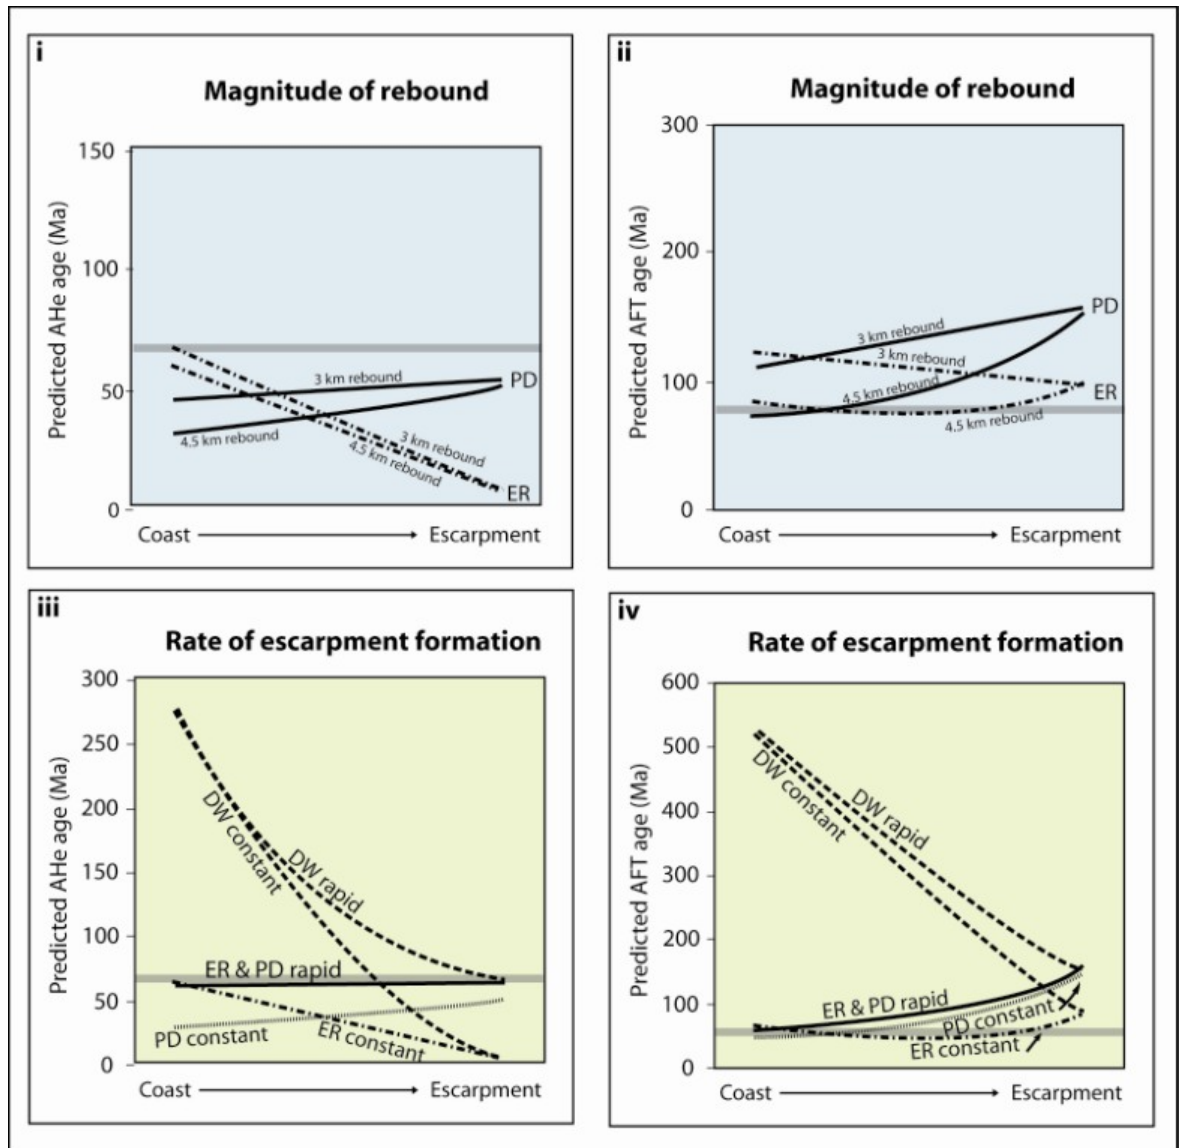 i
Magnitude of rebound
150
100
50
0
Predicted AHe age (Ma)
3 km rebound
PD
4.5 km rebound
3 km rebound
4.5 km rebound
ER
Coast
Escarpment
ii
Magnitude of rebound
300
200
100
0
Predicted AFT age (Ma)
3 km rebound
PD
3 km rebound
4.5 km rebound
ER
4.5 km rebound
Coast
Escarpment
iii
Rate of escarpment formation
300
250
200
150
100
50
0
Predicted AHe age (Ma)
DW constant
DW rapid
ER & PD rapid
PD constant
ER constant
Coast
Escarpment
iv
Rate of escarpment formation
600
500
400
300
200
100
0
Predicted AFT age (Ma)
DW constant
DW rapid
ER & PD rapid
PD constant
ER constant
Coast
Escarpment